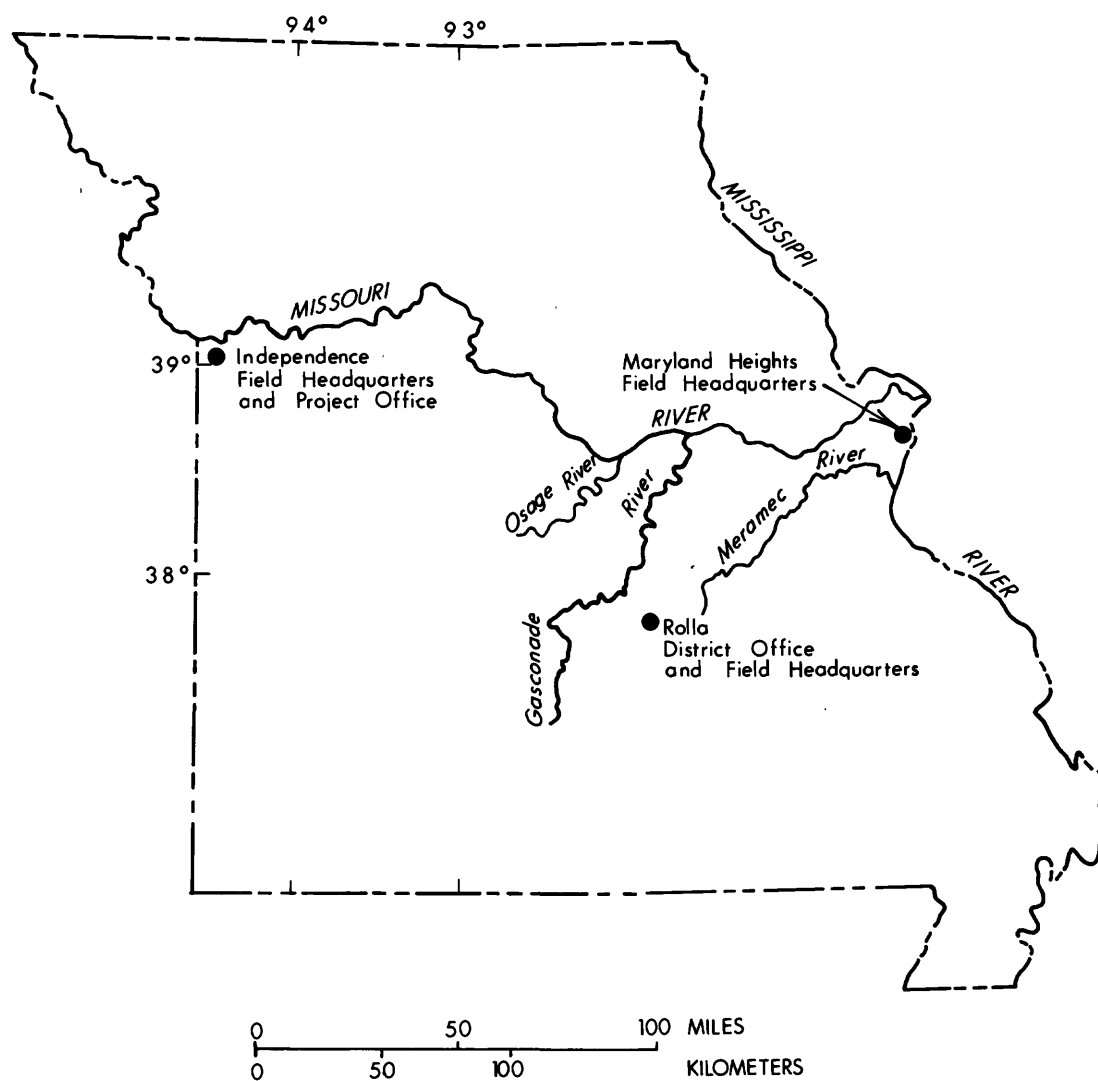 94°
93°
MISSISSIPPI
MISSOURI
39°
Independence
Field Headquarters
and Project Office
Maryland Heights
Field Headquarters
RIVER
River
Osage River
River
Meramec
38°
RIVER
Gasconade
Rolla
District Office
and Field Headquarters
0 50 100 MILES
0 50 100 KILOMETERS